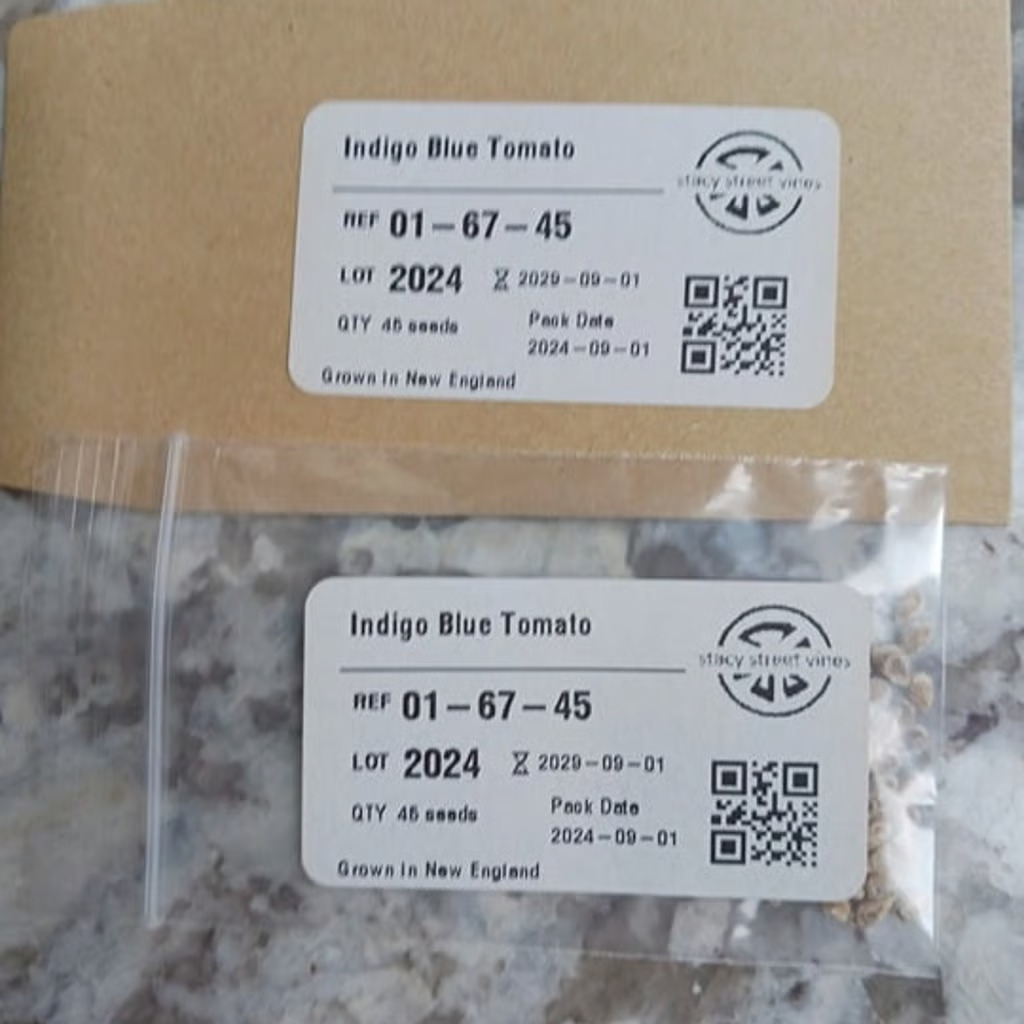 Indigo Blue Tomato
stacy street vines
REF 01-67-45
LOT 2024 2029-09-01
QTY 45 seeds
Pack Date
2024-09-01
Grown in New England
Indigo Blue Tomato
stacy street vines
REF 01-67-45
LOT 2024 2029-09-01
QTY 45 seeds
Pack Date
2024-09-01
Grown in New England